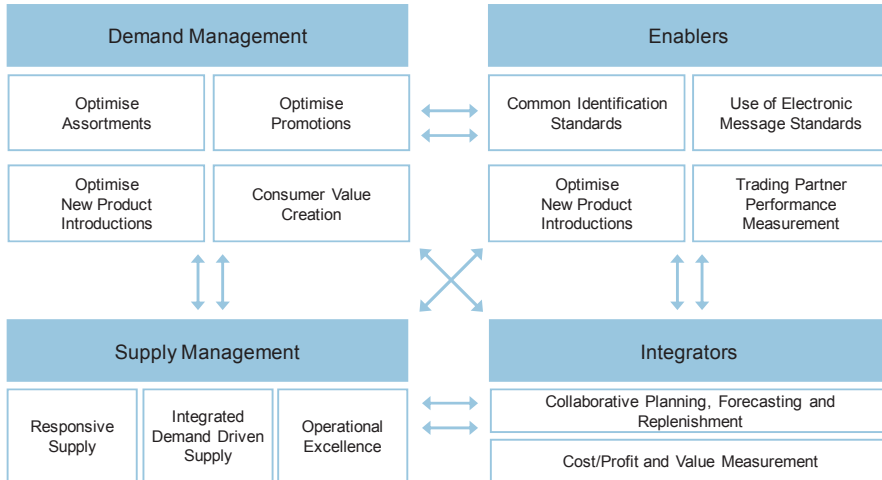 Demand Management
Optimise
Assortments
Optimise
Promotions
Optimise
New Product
Introductions
Consumer Value
Creation
Enablers
Common Identification
Standards
Use of Electronic
Message Standards
Optimise
New Product
Introductions
Trading Partner
Performance
Measurement
Supply Management
Responsive
Supply
Integrated
Demand Driven
Supply
Operational
Excellence
Integrators
Collaborative Planning, Forecasting and
Replenishment
Cost/Profit and Value Measurement